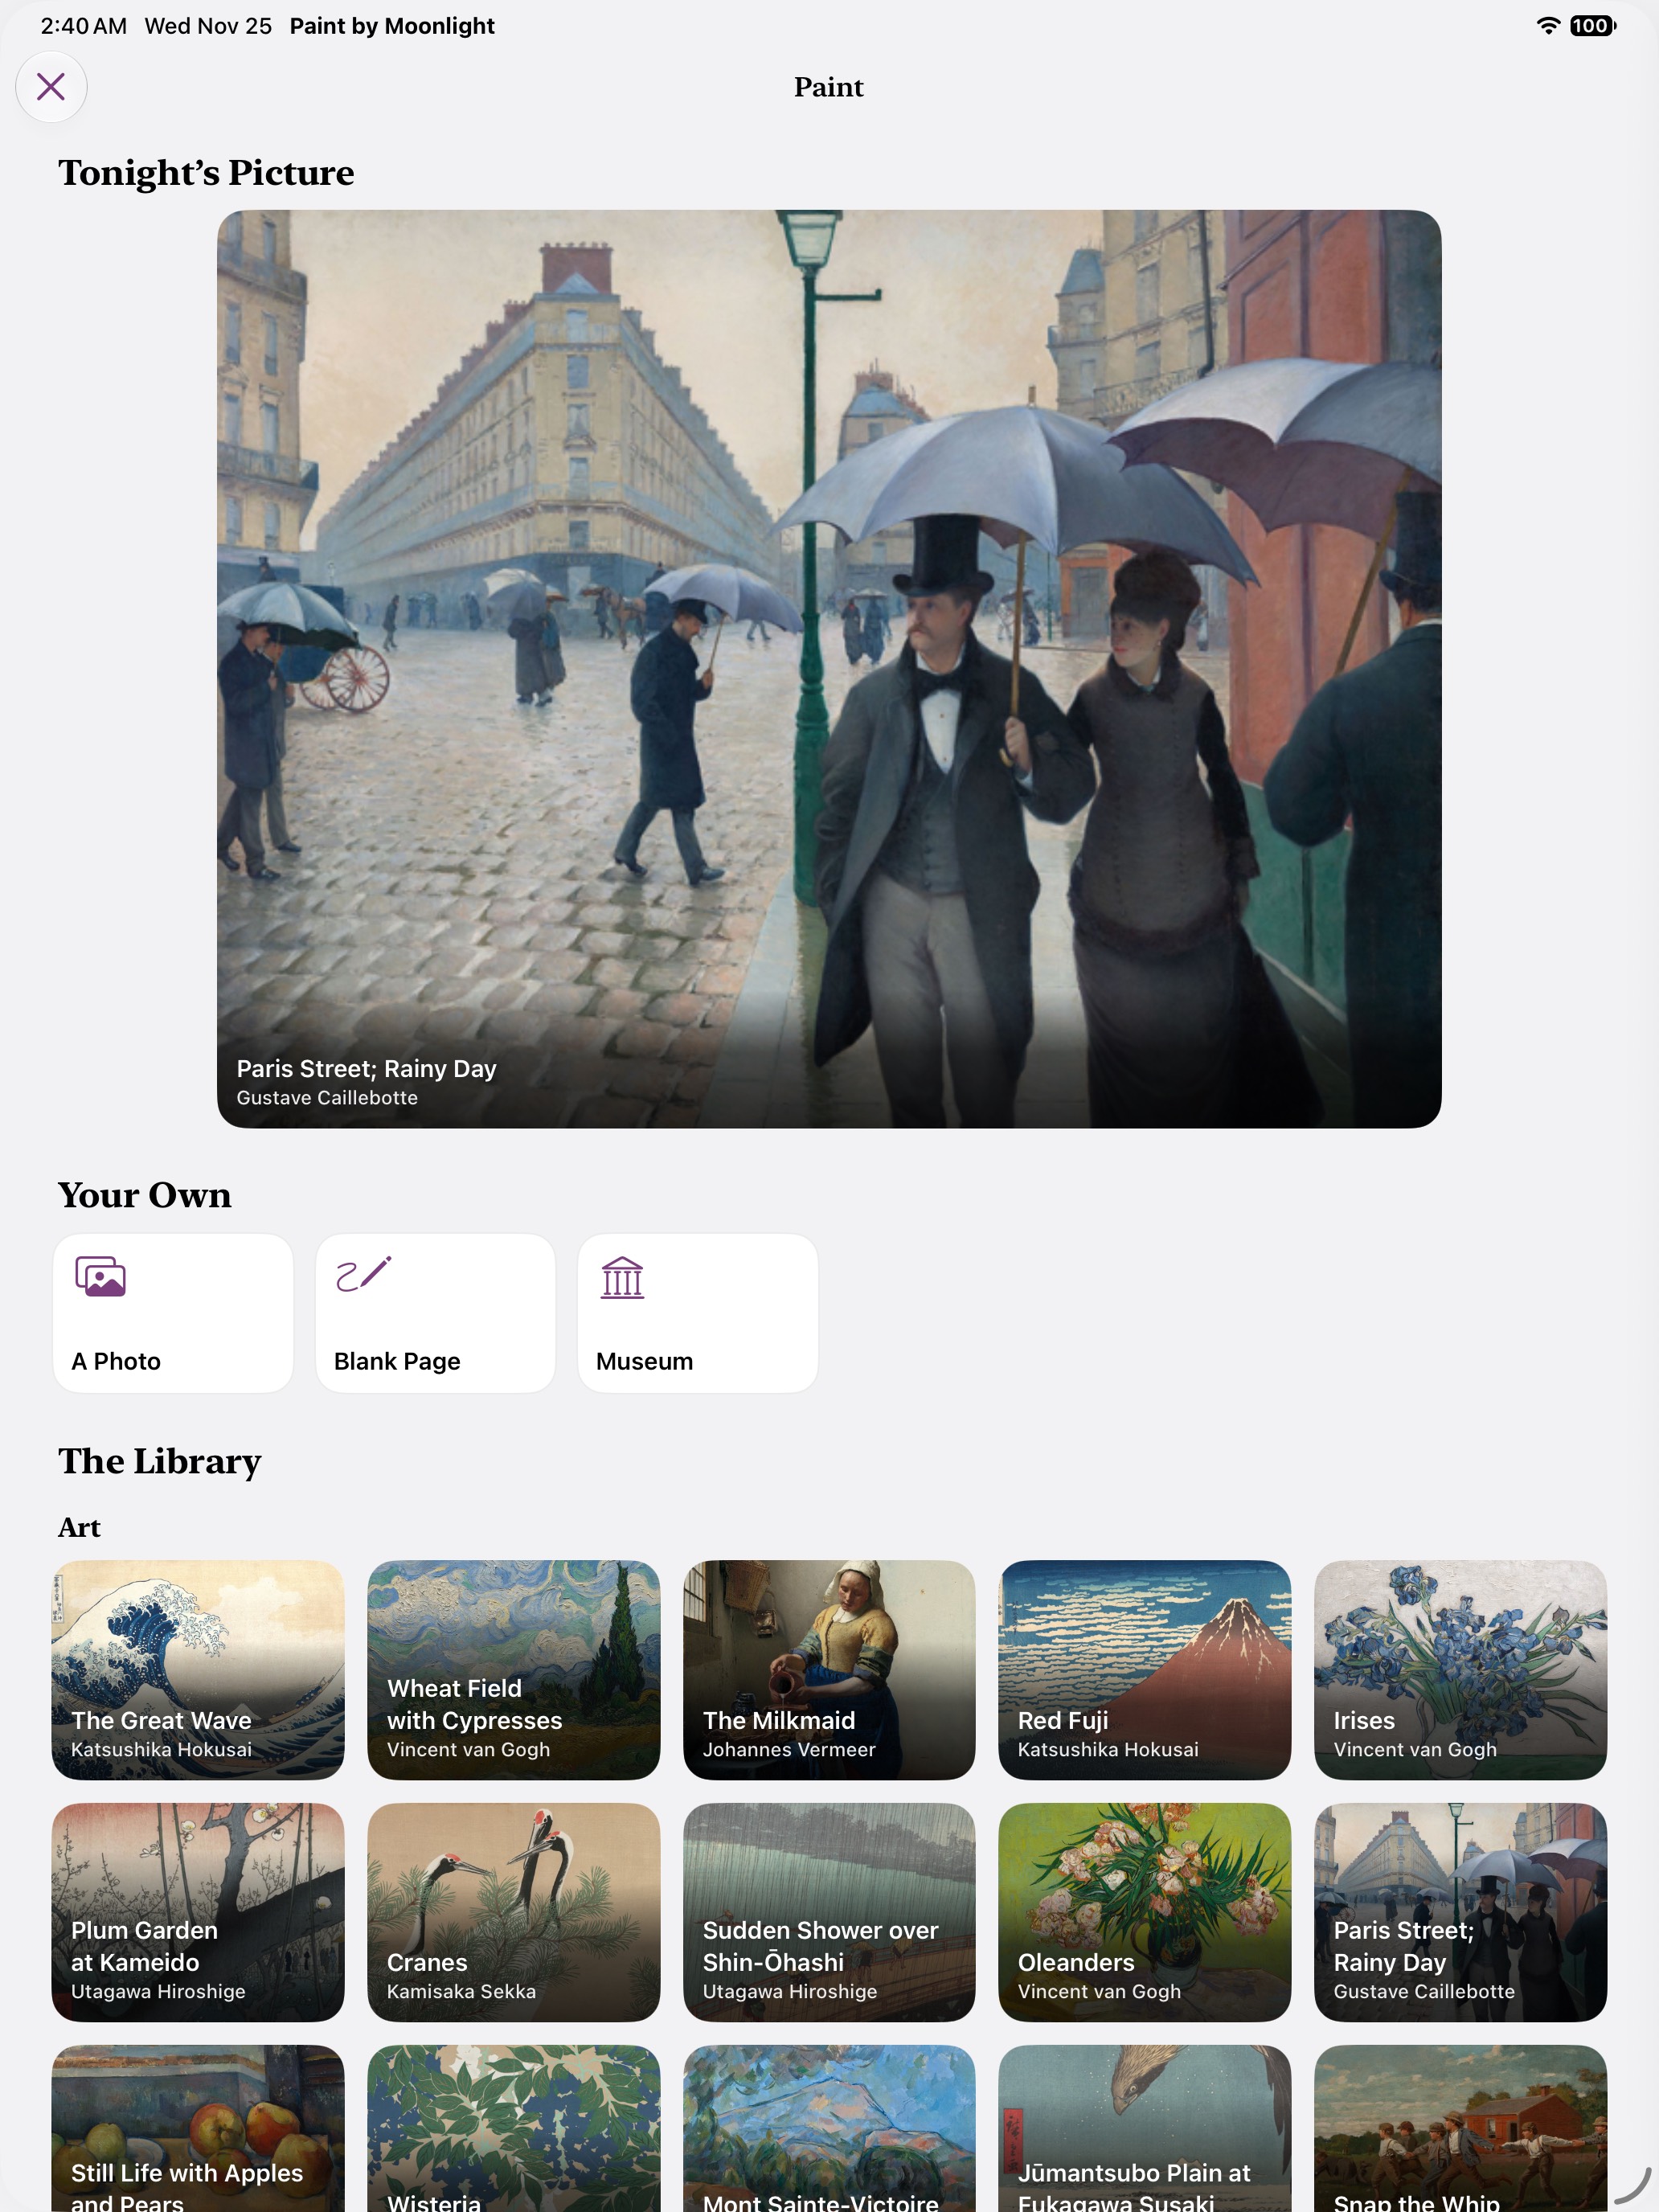 2:40 AM Wed Nov 25 Paint by Moonlight
100
Paint
Tonight’s Picture
Paris Street; Rainy Day
Gustave Caillebotte
Your Own
A Photo
Blank Page
Museum
The Library
Art
The Great Wave
Katsushika Hokusai
Wheat Field
with Cypresses
Vincent van Gogh
The Milkmaid
Johannes Vermeer
Red Fuji
Katsushika Hokusai
Irises
Vincent van Gogh
Plum Garden
at Kameido
Utagawa Hiroshige
Cranes
Kamisaka Sekka
Sudden Shower over
Shin-Ōhashi
Utagawa Hiroshige
Oleanders
Vincent van Gogh
Paris Street;
Rainy Day
Gustave Caillebotte
Still Life with Apples
and Pears
Wisteria
Mont Sainte-Victoire
Jūmantsubo Plain at
Fukagawa Susaki
Snap the Whip